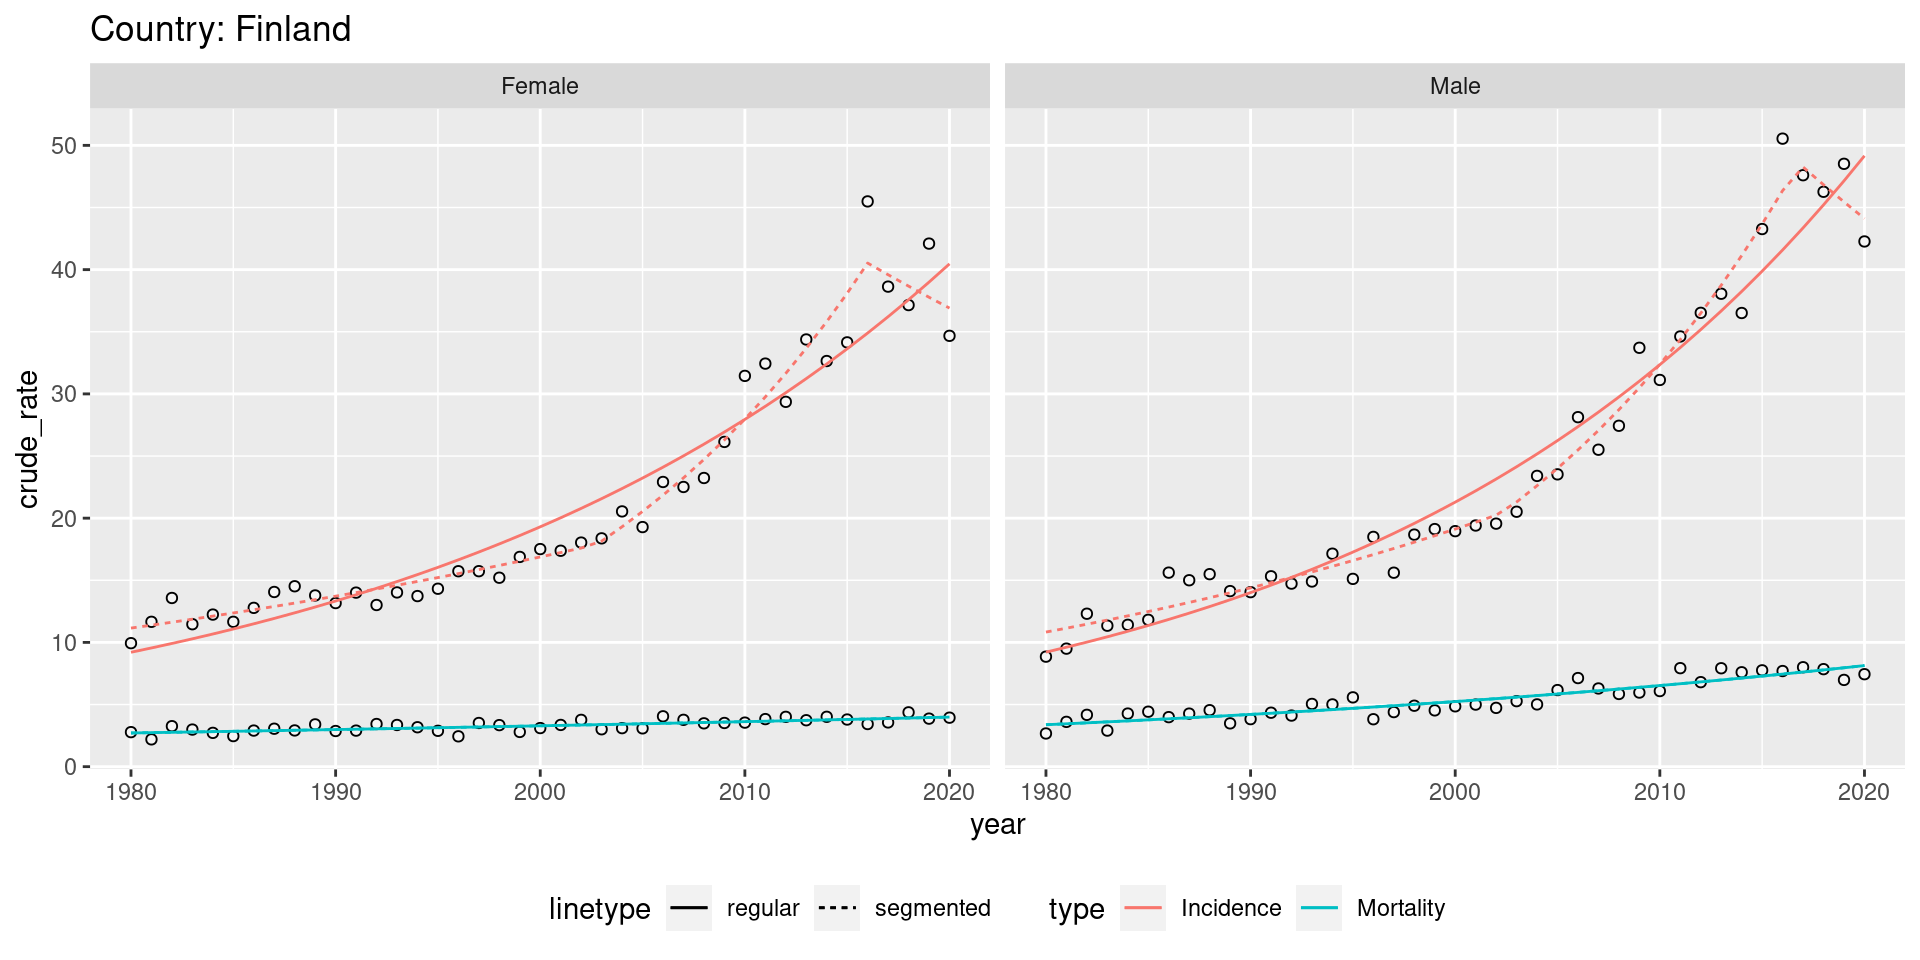 Country: Finland
Female
Male
crude_rate
50
40
30
20
10
0
1980 1990 2000 2010 2020
1980 1990 2000 2010 2020
year
linetype regular segmented type Incidence Mortality